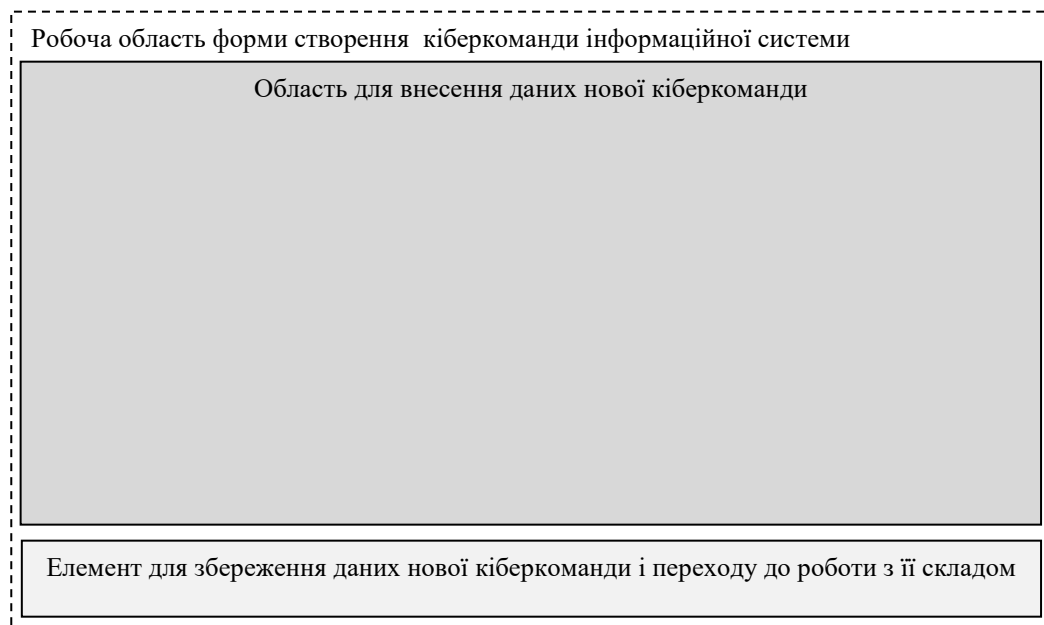 Робоча область форми створення  кіберкоманди інформаційної системи
Область для внесення даних нової кіберкоманди
Елемент для збереження даних нової кіберкоманди і переходу до роботи з її складом